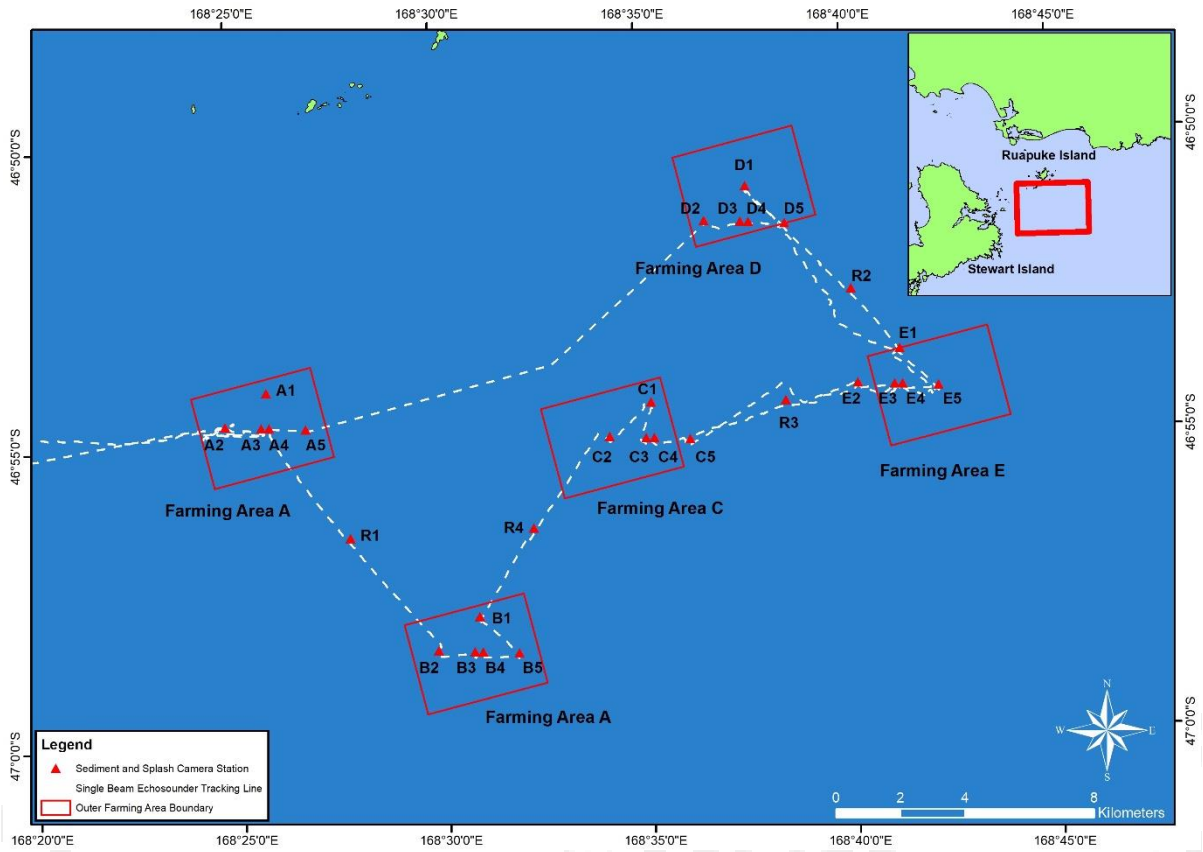 168°25'0"E 168°30'0"E 168°35'0"E 168°40'0"E 168°45'0"E
46°50'0"S
46°50'0"S
Ruapuke Island
Stewart Island
D1
D2 D3 D4 D5
Farming Area D
R2
E1
A1
C1
E2 E3 E4 E5
R3
46°55'0"S
46°55'0"S
A2 A3 A4 A5
C2 C3 C4 C5
Farming Area E
Farming Area A
Farming Area C
R1
R4
B1
B2 B3 B4 B5
Farming Area A
N
W E
S
47°0'0"S
47°0'0"S
Legend
Sediment and Splash Camera Station
Single Beam Echosounder Tracking Line
Outer Farming Area Boundary
0 2 4 8
Kilometers
168°20'0"E 168°25'0"E 168°30'0"E 168°35'0"E 168°40'0"E 168°45'0"E